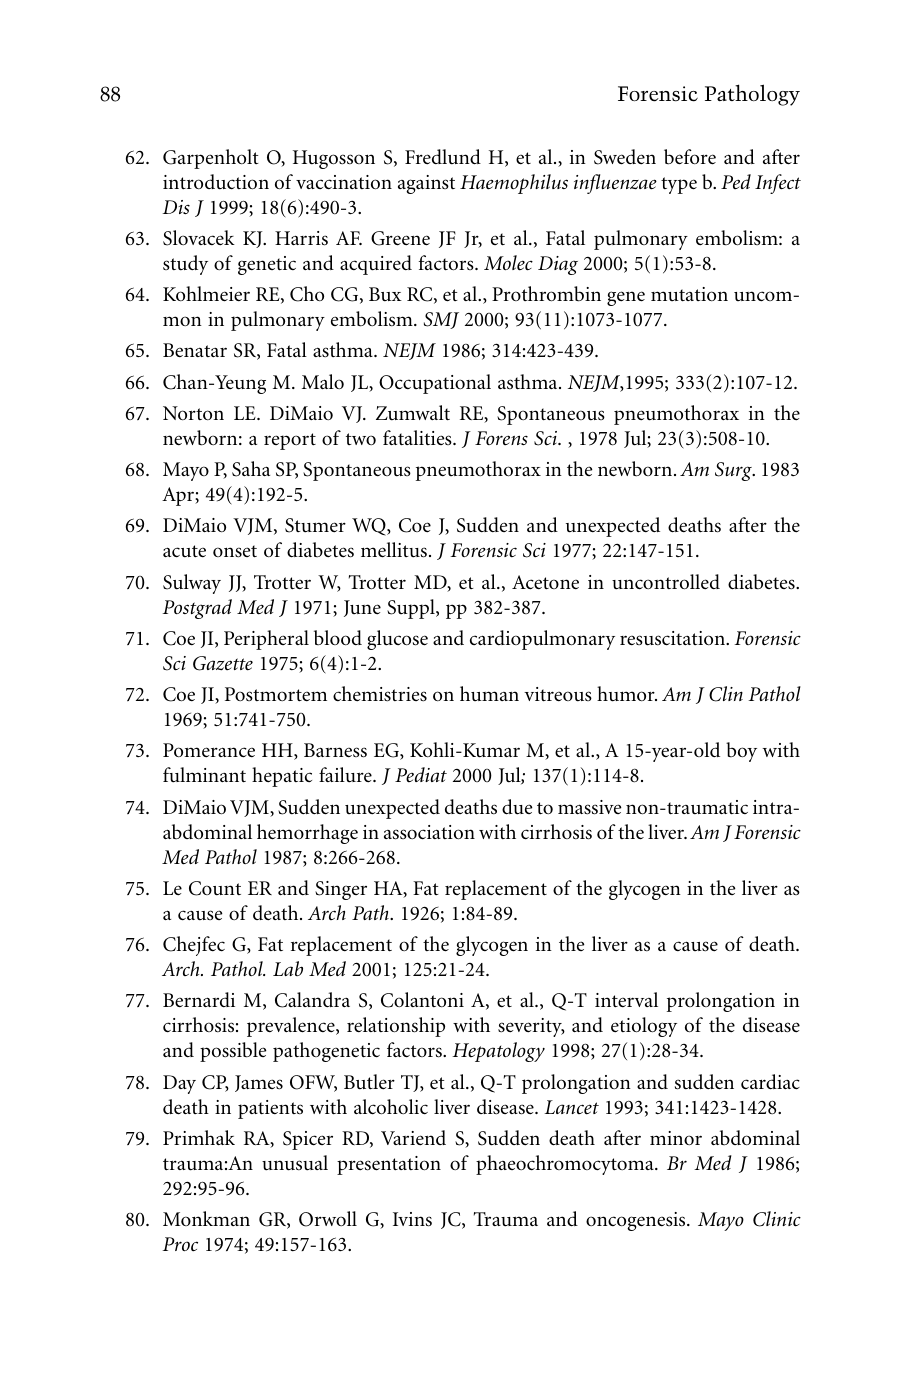 88 Forensic Pathology
62. Garpenholt O, Hugosson S, Fredlund H, et al., in Sweden before and after
introduction of vaccination against Haemophilus influenzae type b. Ped Infect
Dis J 1999; 18(6):490-3.
63. Slovacek KJ. Harris AF. Greene JF Jr, et al., Fatal pulmonary embolism: a
study of genetic and acquired factors. Molec Diag 2000; 5(1):53-8.
64. Kohlmeier RE, Cho CG, Bux RC, et al., Prothrombin gene mutation uncom-
mon in pulmonary embolism. SMJ 2000; 93(11):1073-1077.
65. Benatar SR, Fatal asthma. NEJM 1986; 314:423-439.
66. Chan-Yeung M. Malo JL, Occupational asthma. NEJM,1995; 333(2):107-12.
67. Norton LE. DiMaio VJ. Zumwalt RE, Spontaneous pneumothorax in the
newborn: a report of two fatalities. J Forens Sci. , 1978 Jul; 23(3):508-10.
68. Mayo P, Saha SP, Spontaneous pneumothorax in the newborn. Am Surg. 1983
Apr; 49(4):192-5.
69. DiMaio VJM, Stumer WQ, Coe J, Sudden and unexpected deaths after the
acute onset of diabetes mellitus. J Forensic Sci 1977; 22:147-151.
70. Sulway JJ, Trotter W, Trotter MD, et al., Acetone in uncontrolled diabetes.
Postgrad Med J 1971; June Suppl, pp 382-387.
71. Coe JI, Peripheral blood glucose and cardiopulmonary resuscitation. Forensic
Sci Gazette 1975; 6(4):1-2.
72. Coe JI, Postmortem chemistries on human vitreous humor. Am J Clin Pathol
1969; 51:741-750.
73. Pomerance HH, Barness EG, Kohli-Kumar M, et al., A 15-year-old boy with
fulminant hepatic failure. J Pediat 2000 Jul; 137(1):114-8.
74. DiMaio VJM, Sudden unexpected deaths due to massive non-traumatic intra-
abdominal hemorrhage in association with cirrhosis of the liver. Am J Forensic
Med Pathol 1987; 8:266-268.
75. Le Count ER and Singer HA, Fat replacement of the glycogen in the liver as
a cause of death. Arch Path. 1926; 1:84-89.
76. Chejfec G, Fat replacement of the glycogen in the liver as a cause of death.
Arch. Pathol. Lab Med 2001; 125:21-24.
77. Bernardi M, Calandra S, Colantoni A, et al., Q-T interval prolongation in
cirrhosis: prevalence, relationship with severity, and etiology of the disease
and possible pathogenetic factors. Hepatology 1998; 27(1):28-34.
78. Day CP, James OFW, Butler TJ, et al., Q-T prolongation and sudden cardiac
death in patients with alcoholic liver disease. Lancet 1993; 341:1423-1428.
79. Primhak RA, Spicer RD, Variend S, Sudden death after minor abdominal
trauma:An unusual presentation of phaeochromocytoma. Br Med J 1986;
292:95-96.
80. Monkman GR, Orwoll G, Ivins JC, Trauma and oncogenesis. Mayo Clinic
Proc 1974; 49:157-163.